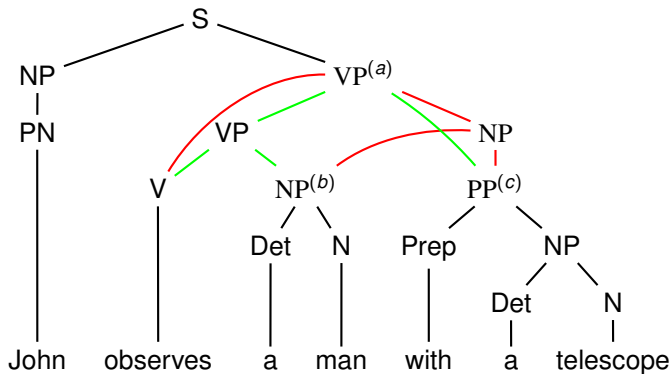 S
NP VP(a)
PN VP NP
V NP(b) PP(c)
Det N Prep NP
Det N
John observes a man with a telescope